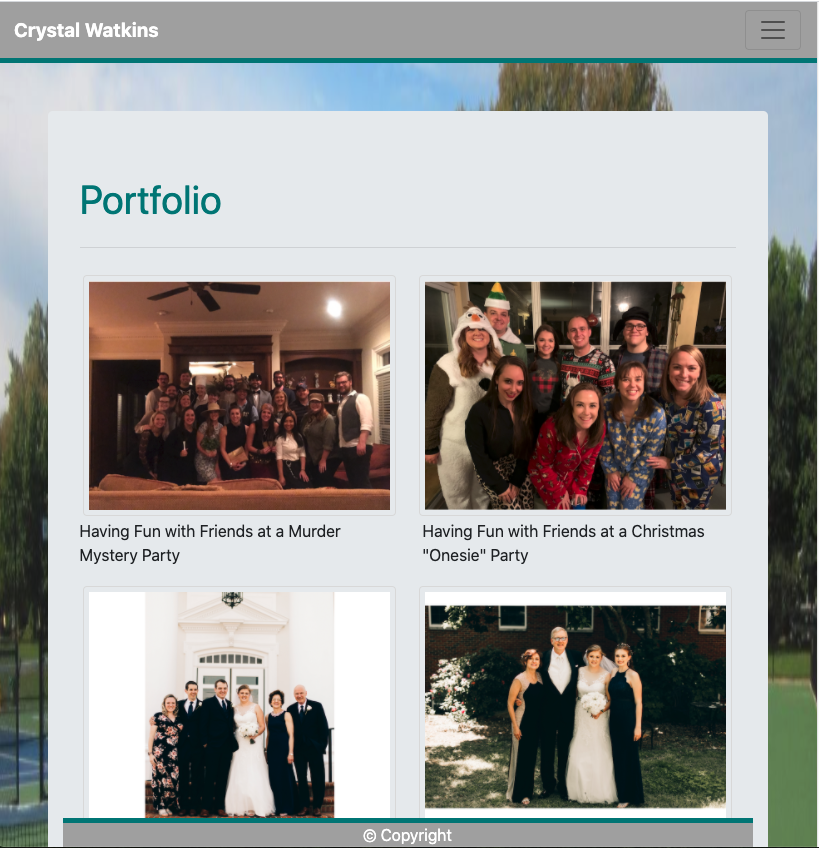 Crystal Watkins
Portfolio
Having Fun with Friends at a Murder
Mystery Party
Having Fun with Friends at a Christmas
"Onesie" Party
© Copyright